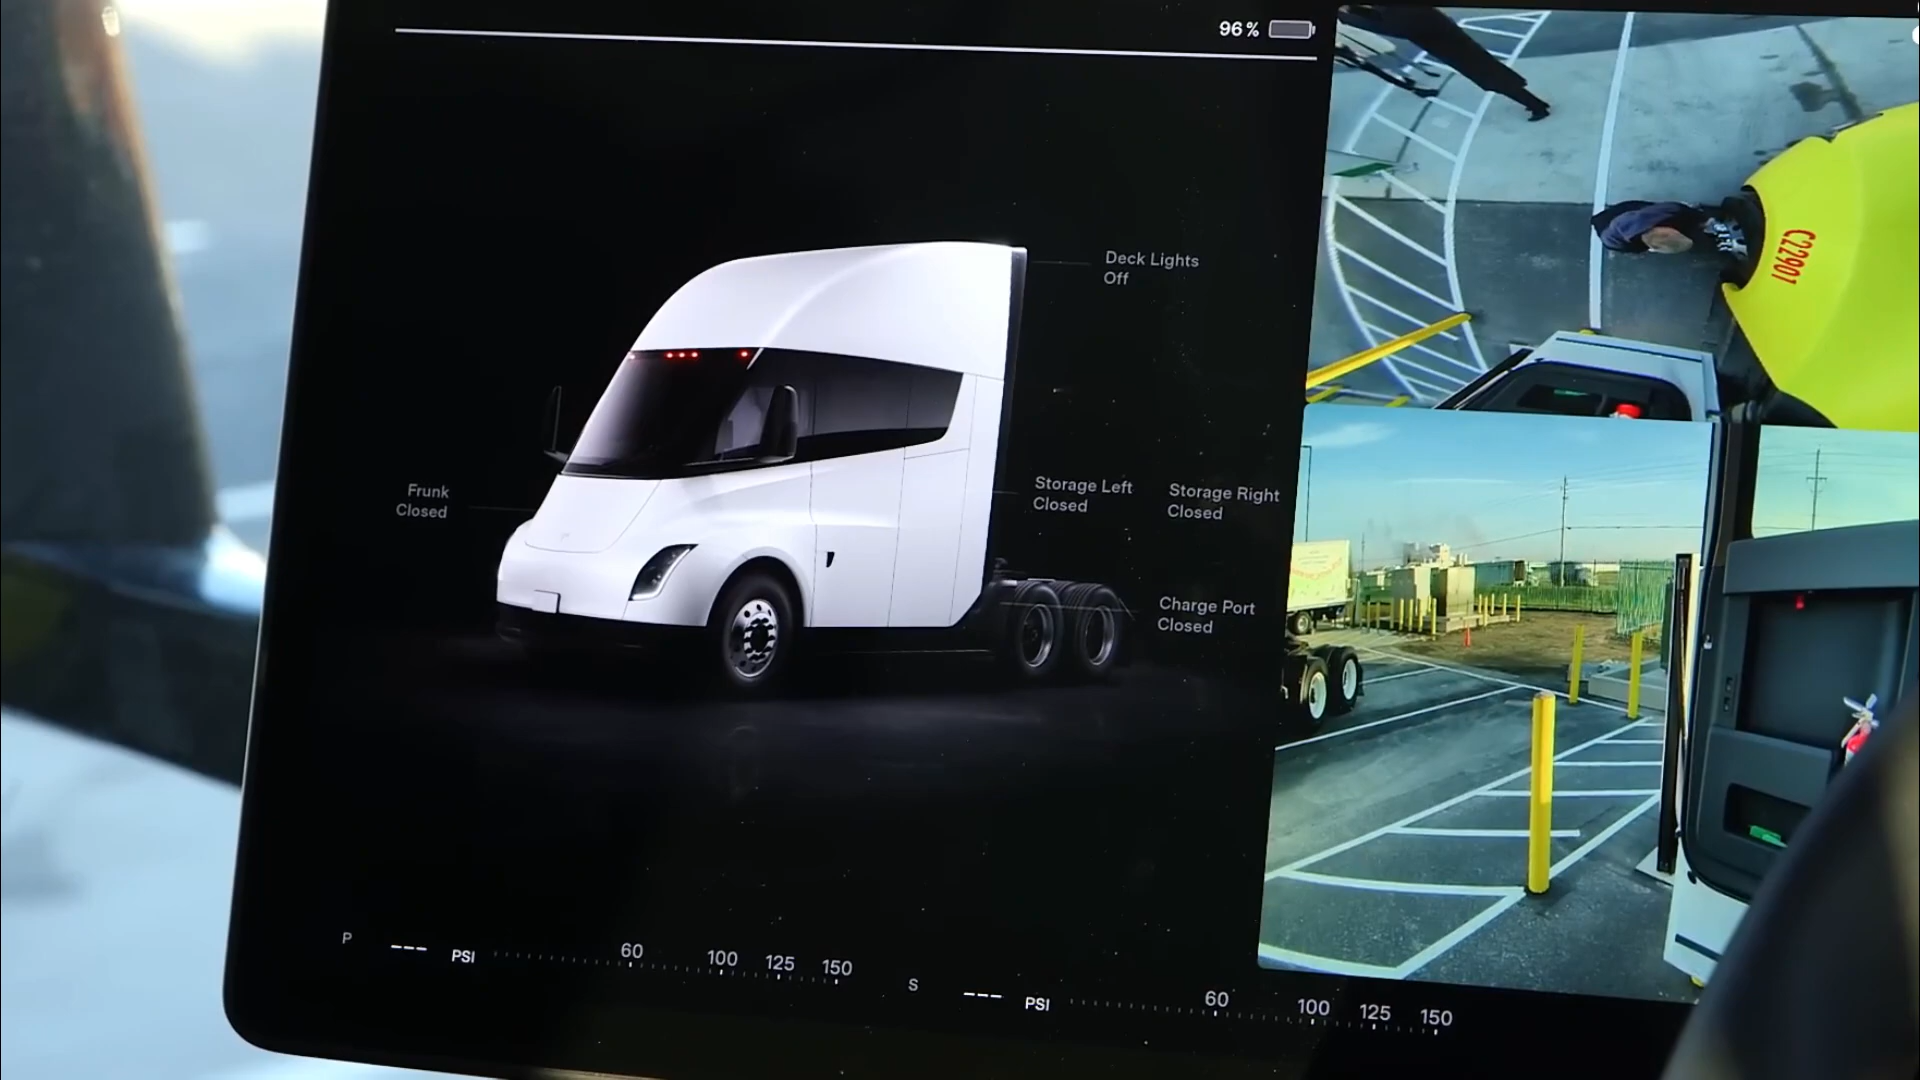 96 %
Deck Lights
Off
Frunk
Closed
Storage Left
Closed
Storage Right
Closed
Charge Port
Closed
C22901
P --- PSI 60 100 125 150
S --- PSI 60 100 125 150